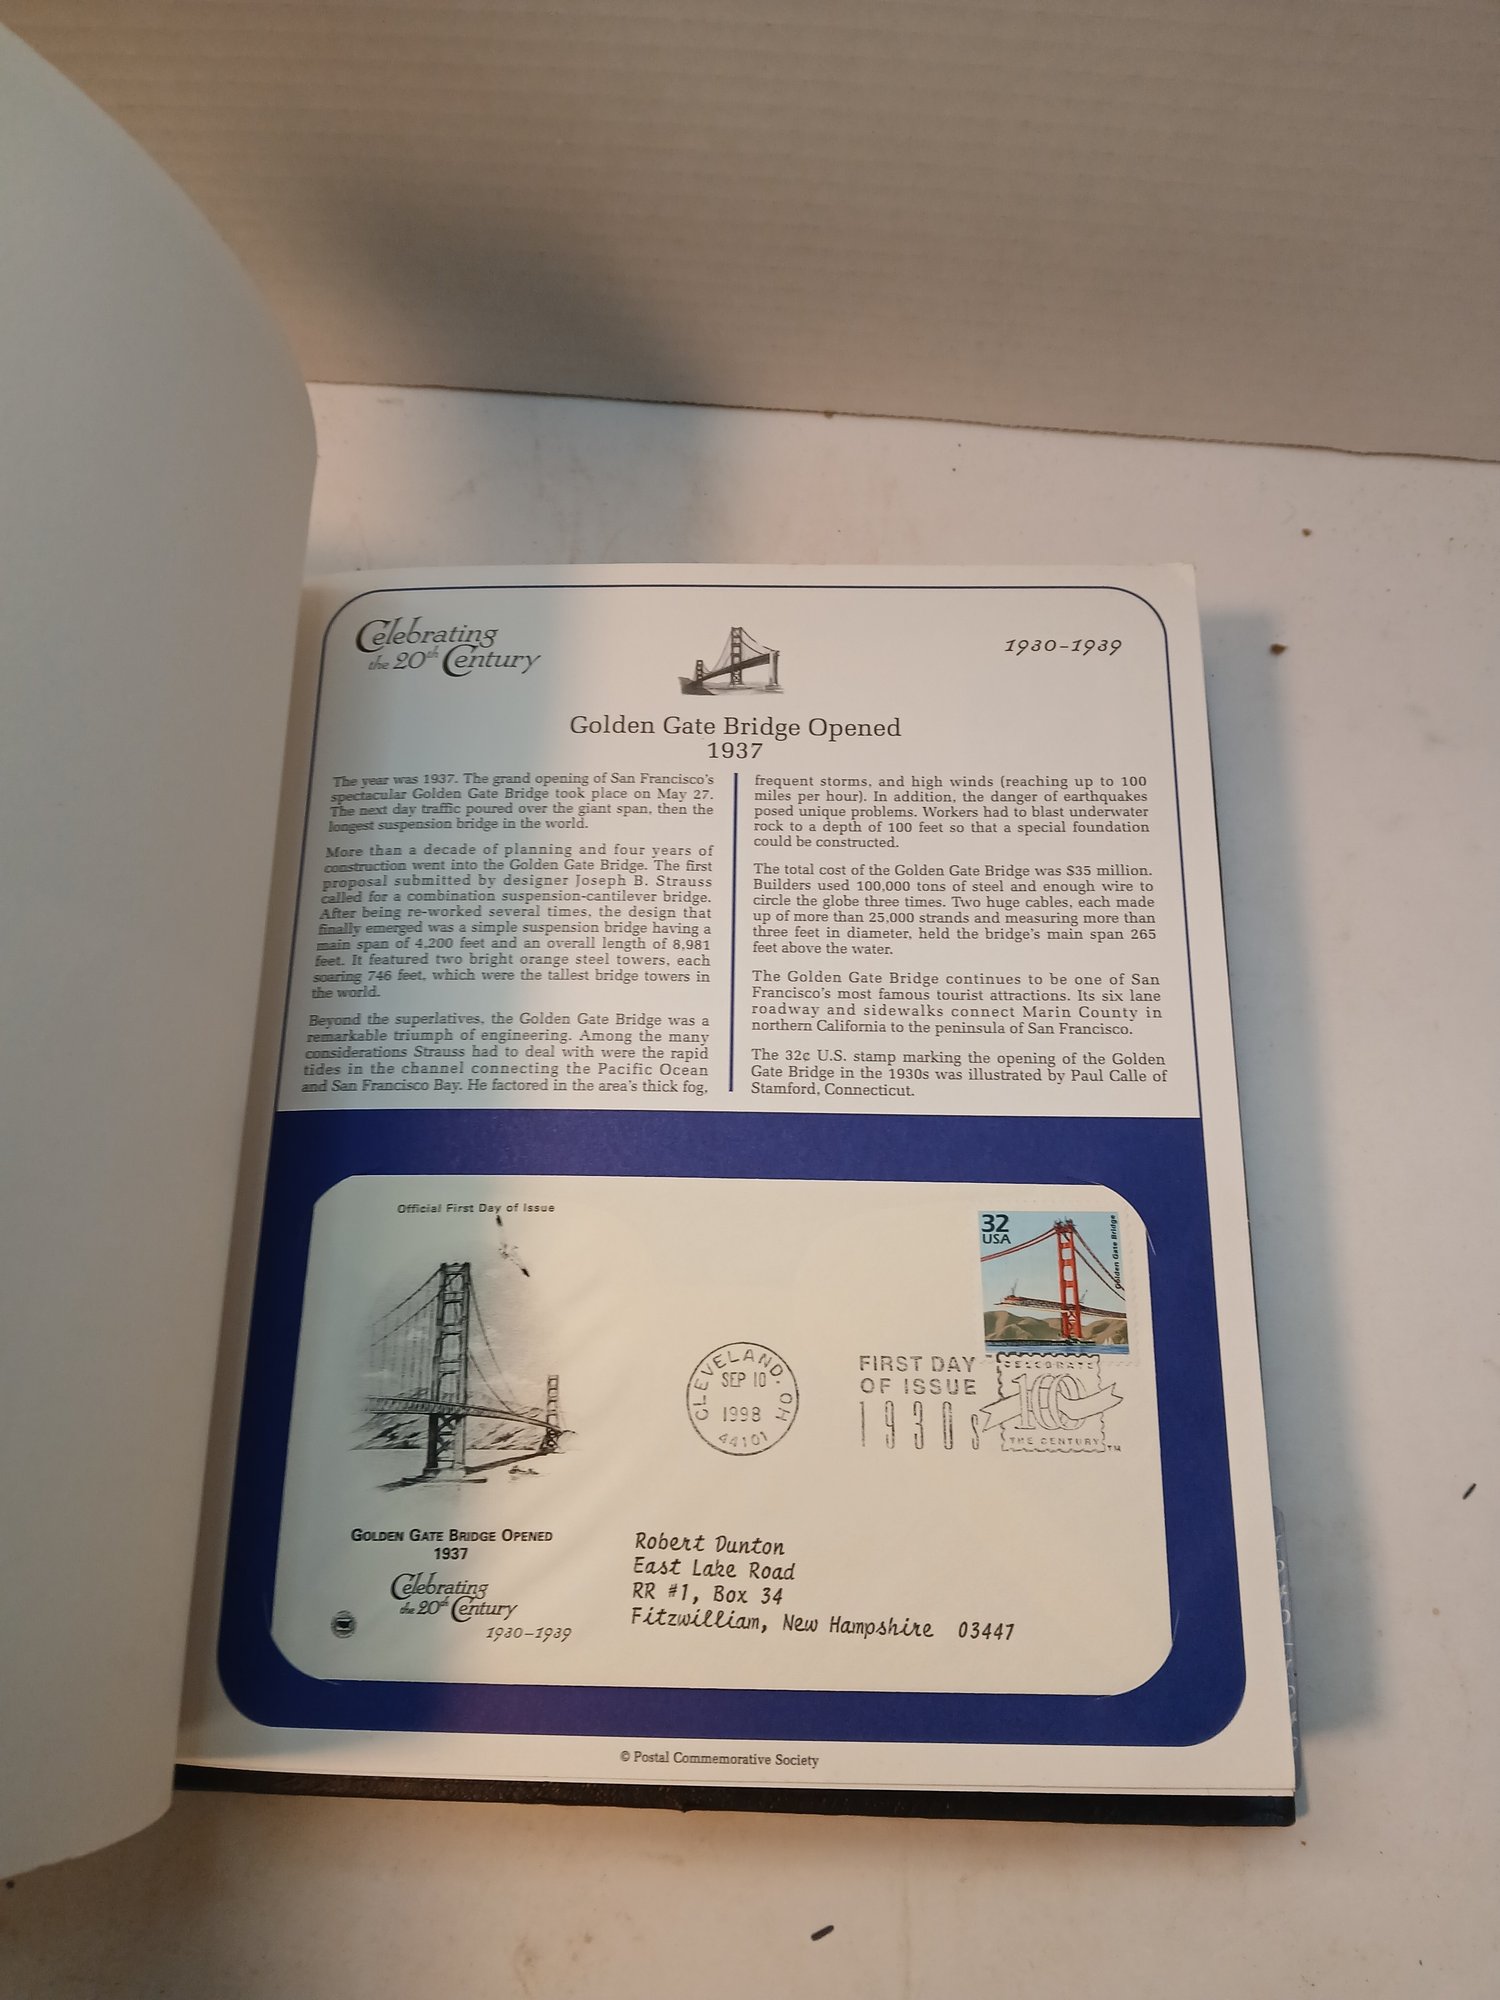 Celebrating
the 20th Century
1930-1939
Golden Gate Bridge Opened
1937
The year was 1937. The grand opening of San Francisco's
spectacular Golden Gate Bridge took place on May 27.
The next day traffic poured over the giant span, then the
longest suspension bridge in the world.
More than a decade of planning and four years of
construction went into the Golden Gate Bridge. The first
proposal submitted by designer Joseph B. Strauss
called for a combination suspension-cantilever bridge.
After being re-worked several times, the design that
finally emerged was a simple suspension bridge having a
main span of 4,200 feet and an overall length of 8,981
feet. It featured two bright orange steel towers, each
soaring 746 feet, which were the tallest bridge towers in
the world.
Beyond the superlatives, the Golden Gate Bridge was a
remarkable triumph of engineering. Among the many
considerations Strauss had to deal with were the rapid
tides in the channel connecting the Pacific Ocean
and San Francisco Bay. He factored in the area's thick fog,
frequent storms, and high winds (reaching up to 100
miles per hour). In addition, the danger of earthquakes
posed unique problems. Workers had to blast underwater
rock to a depth of 100 feet so that a special foundation
could be constructed.
The total cost of the Golden Gate Bridge was $35 million.
Builders used 100,000 tons of steel and enough wire to
circle the globe three times. Two huge cables, each made
up of more than 25,000 strands and measuring more than
three feet in diameter, held the bridge's main span 265
feet above the water.
The Golden Gate Bridge continues to be one of San
Francisco's most famous tourist attractions. Its six lane
roadway and sidewalks connect Marin County in
northern California to the peninsula of San Francisco.
The 32¢ U.S. stamp marking the opening of the Golden
Gate Bridge in the 1930s was illustrated by Paul Calle of
Stamford, Connecticut.
Official First Day of Issue
32
USA
Golden Gate Bridge
CLEVELAND, OH
SEP 10
1998
44101
FIRST DAY
OF ISSUE
1930s
CELEBRATE
100
THE CENTURY™
GOLDEN GATE BRIDGE OPENED
1937
Celebrating
the 20th Century
1930-1939
Robert Dunton
East Lake Road
RR #1, Box 34
Fitzwilliam, New Hampshire 03447
© Postal Commemorative Society